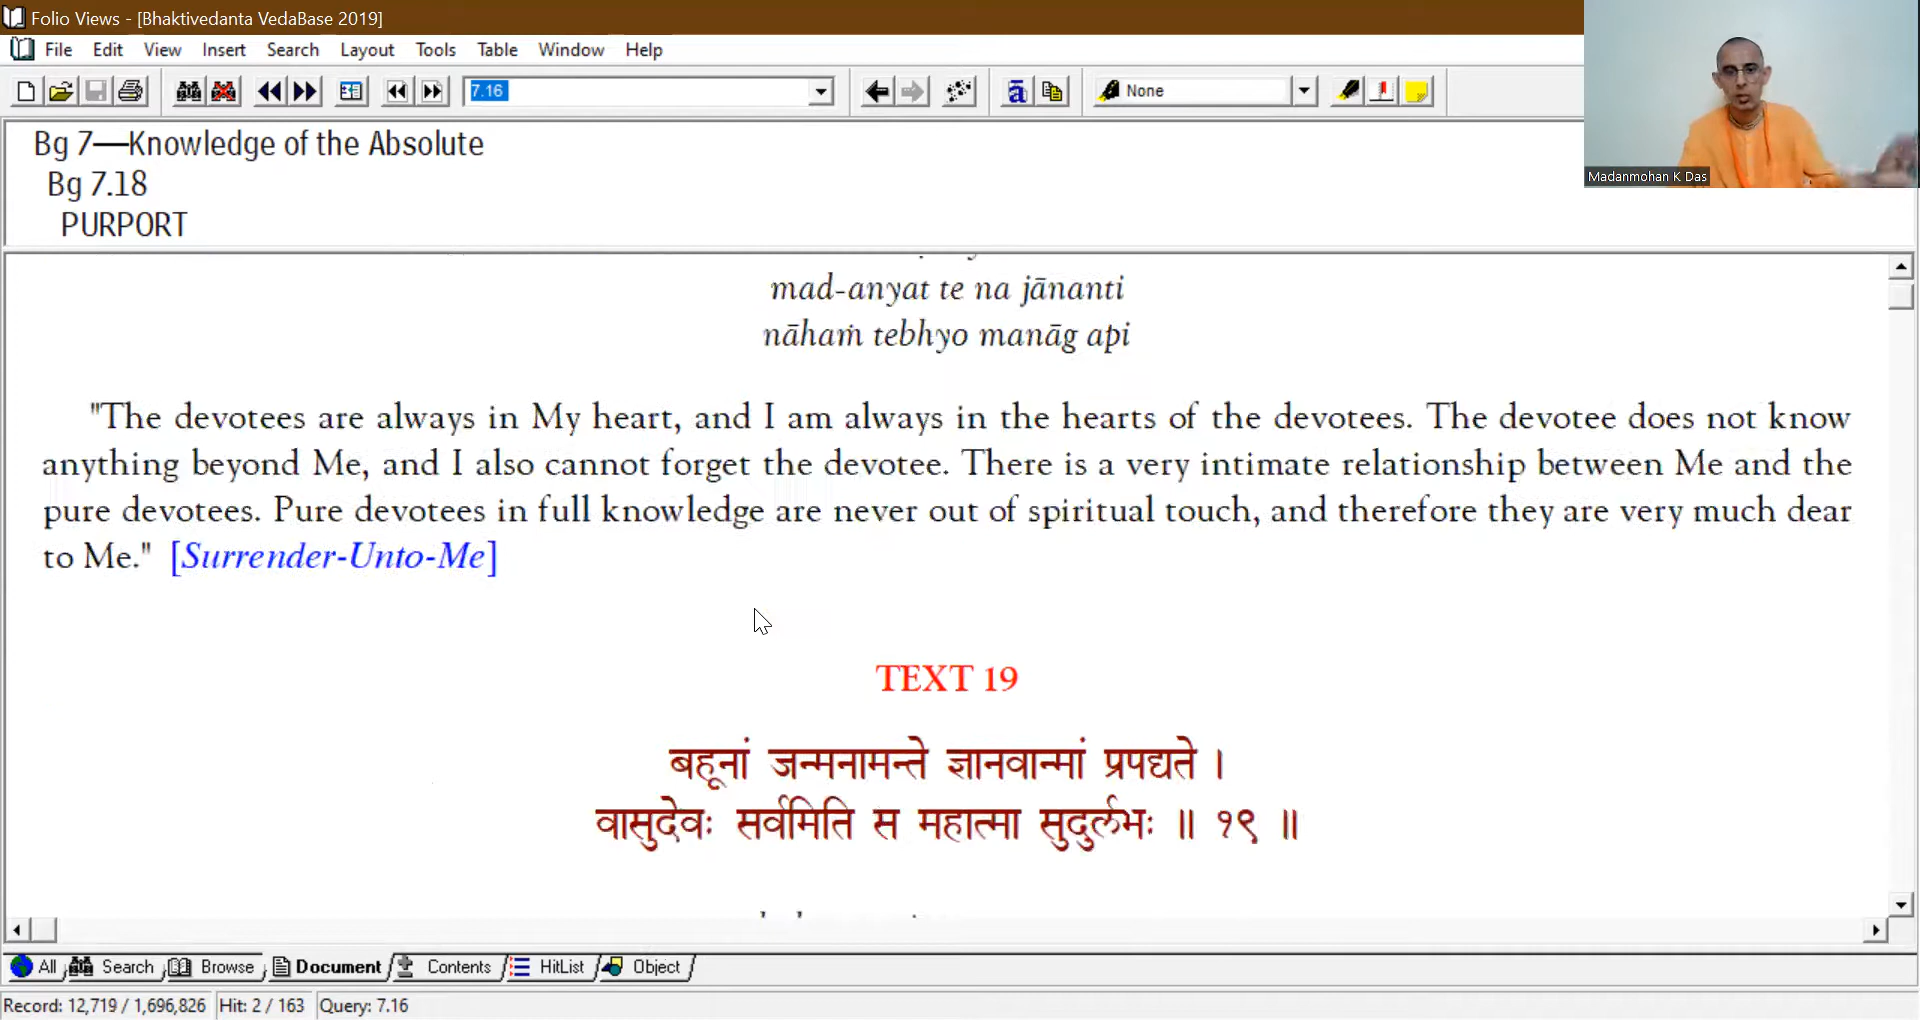 Folio Views - [Bhaktivedanta VedaBase 2019]
File Edit View Insert Search Layout Tools Table Window Help
7.16
None
Madanmohan K Das
Bg 7—Knowledge of the Absolute
Bg 7.18
PURPORT
mad-anyat te na jānanti
nāhaṁ tebhyo manāg api
"The devotees are always in My heart, and I am always in the hearts of the devotees. The devotee does not know
anything beyond Me, and I also cannot forget the devotee. There is a very intimate relationship between Me and the
pure devotees. Pure devotees in full knowledge are never out of spiritual touch, and therefore they are very much dear
to Me." [Surrender-Unto-Me]
TEXT 19
बहूनां जन्मनामन्ते ज्ञानवान्मां प्रपद्यते ।
वासुदेवः सर्वमिति स महात्मा सुदुर्लभः ॥ १९ ॥
All Search Browse Document Contents HitList Object
Record: 12,719 / 1,696,826 Hit: 2 / 163 Query: 7.16